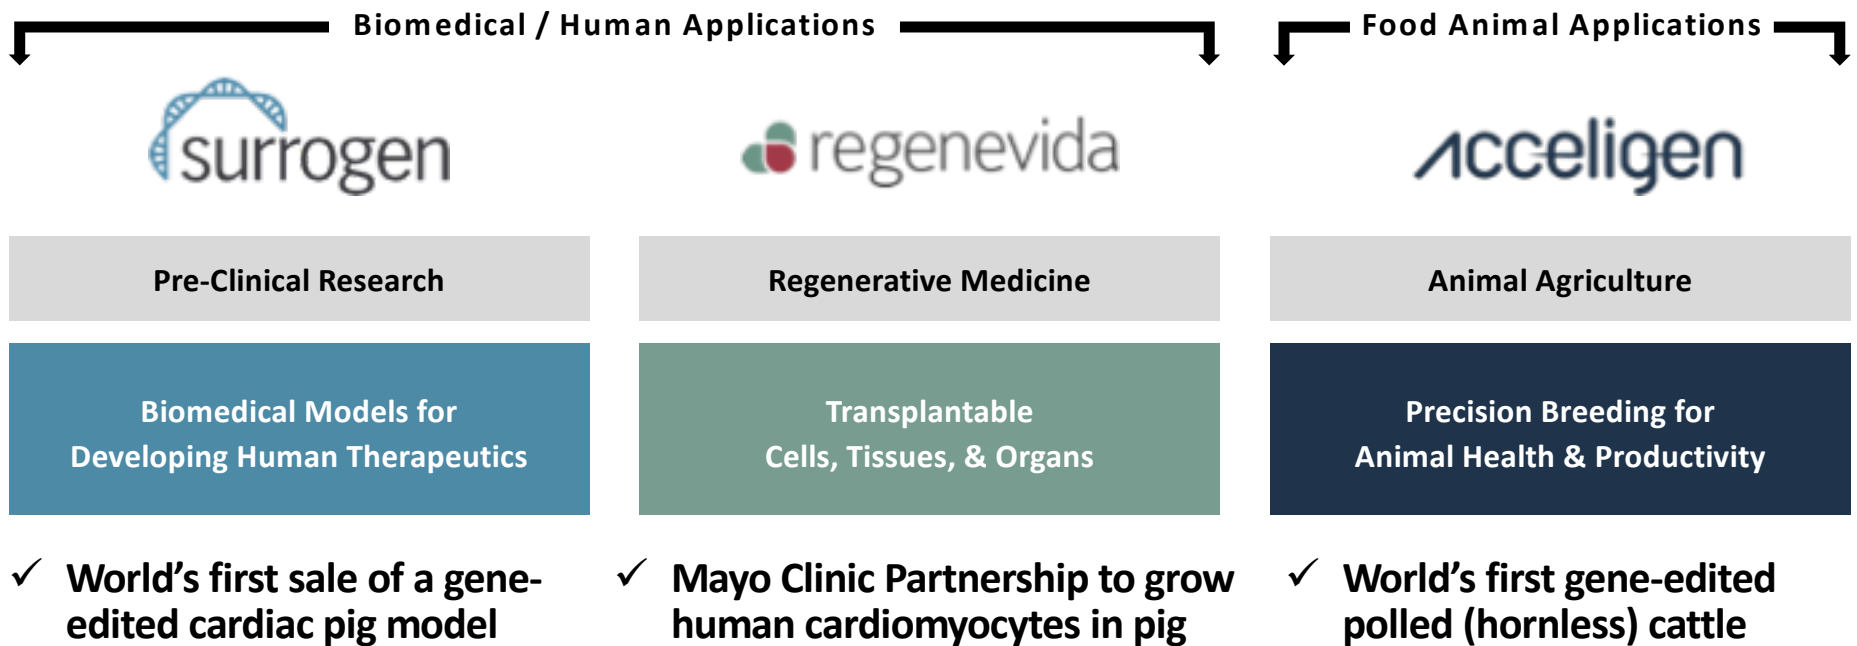 Biomedical / Human Applications
Food Animal Applications
surrogen
regenevida
Acceligen
Pre-Clinical Research
Regenerative Medicine
Animal Agriculture
Biomedical Models for
Developing Human Therapeutics
Transplantable
Cells, Tissues, & Organs
Precision Breeding for
Animal Health & Productivity
✓ World’s first sale of a gene-
edited cardiac pig model
✓ Mayo Clinic Partnership to grow
human cardiomyocytes in pig
✓ World’s first gene-edited
polled (hornless) cattle